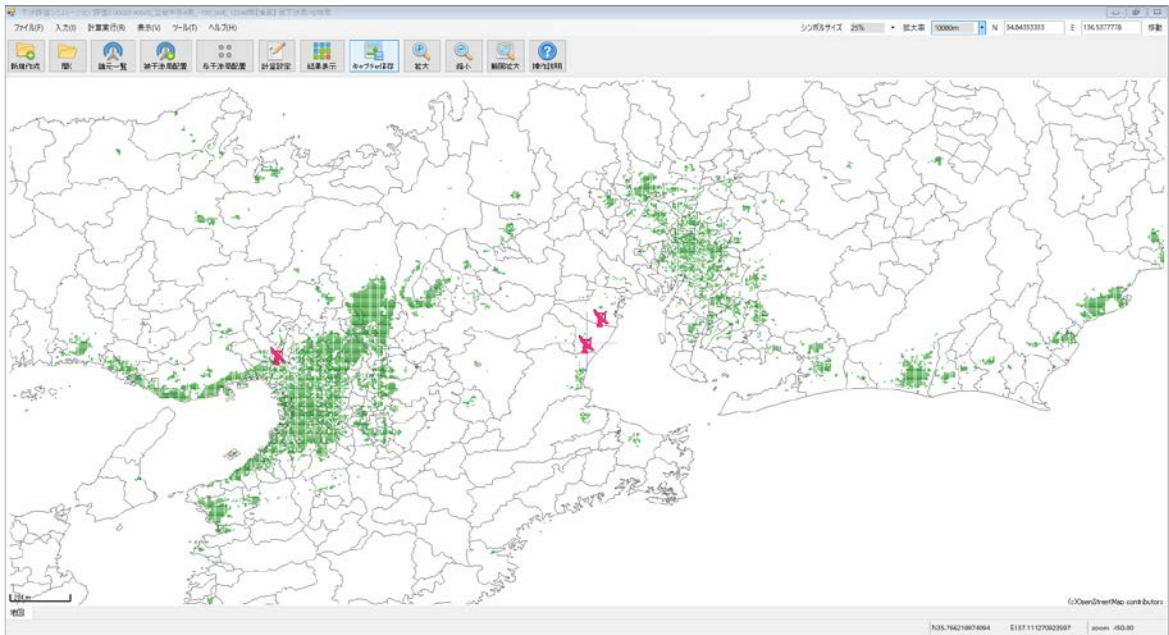 ファイル(F) 入力(I) 計算実行(R) 表示(V) ツール(T) ヘルプ(H) シンボルサイズ 25% 拡大率 10000m N 34.84333333 E 136.5377778 移動
新規作成 開く 諸元一覧 被干渉局配置 与干渉局配置 計算設定 結果表示 キャプチャ保存 拡大 縮小 範囲拡大 操作説明
(c)OpenStreetMap contributors
地図
N35.766218974094 E137.111270923597 zoom